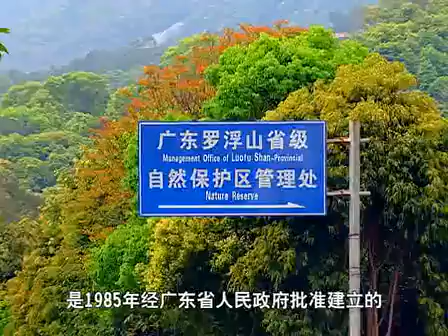 广东罗浮山省级
Management Office of Luofu Shan-Provincial
自然保护区管理处
Nature Reserve
是1985年经广东省人民政府批准建立的